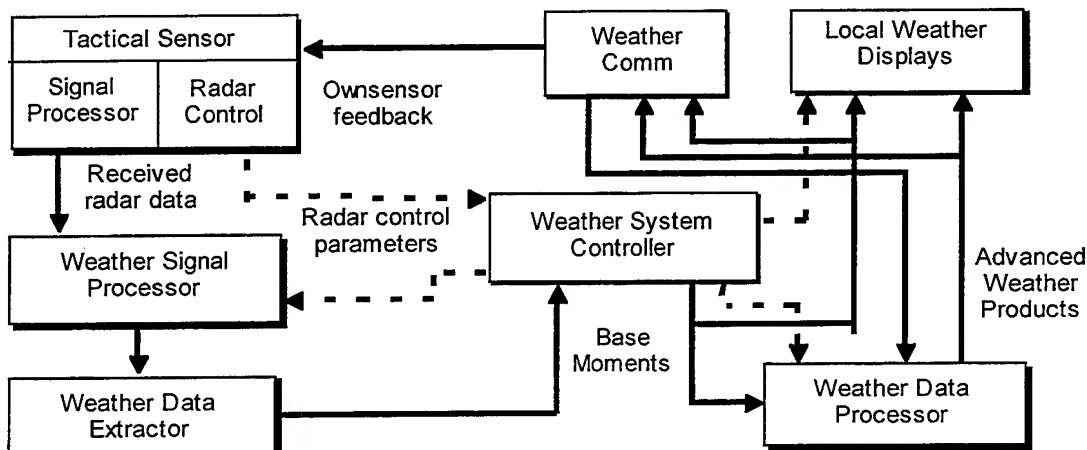 Tactical Sensor
Signal
Processor
Radar
Control
Ownsensor
feedback
Weather
Comm
Local Weather
Displays
Received
radar data
Radar control
parameters
Weather System
Controller
Weather Signal
Processor
Advanced
Weather
Products
Base
Moments
Weather Data
Extractor
Weather Data
Processor